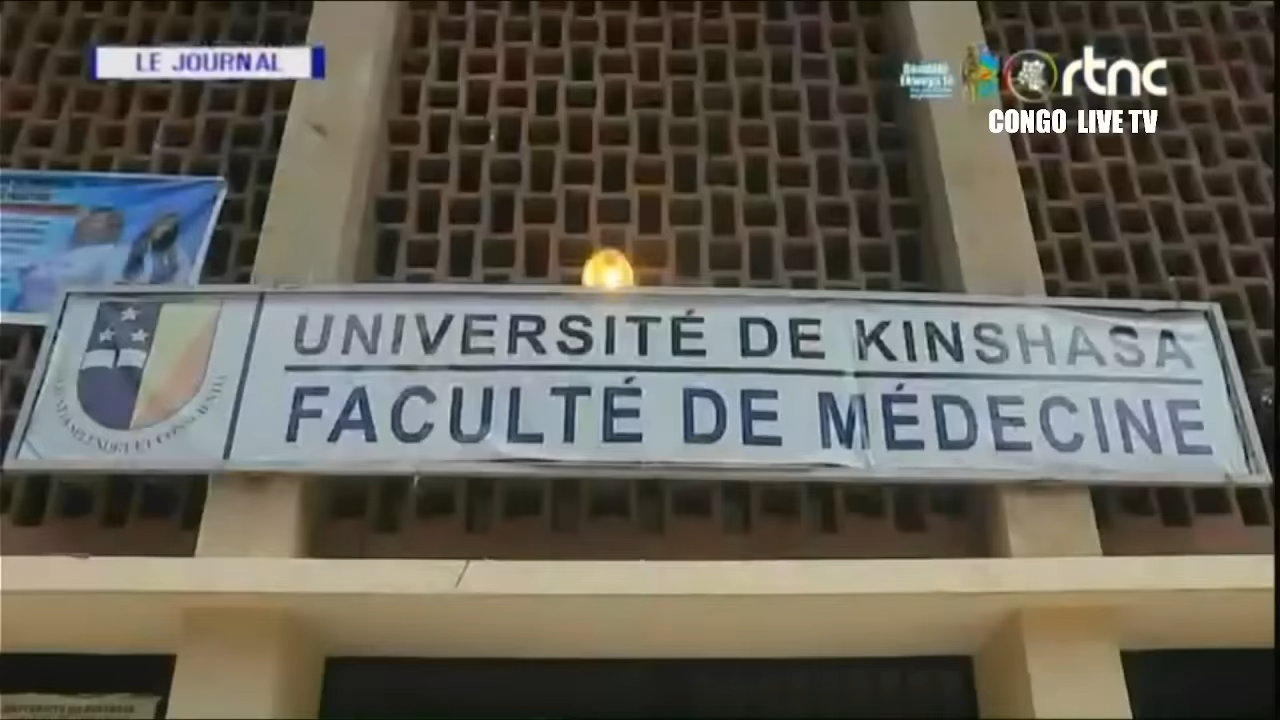 LE JOURNAL
rtnc
CONGO LIVE TV
UNIVERSITÉ DE KINSHASA
FACULTÉ DE MÉDECINE